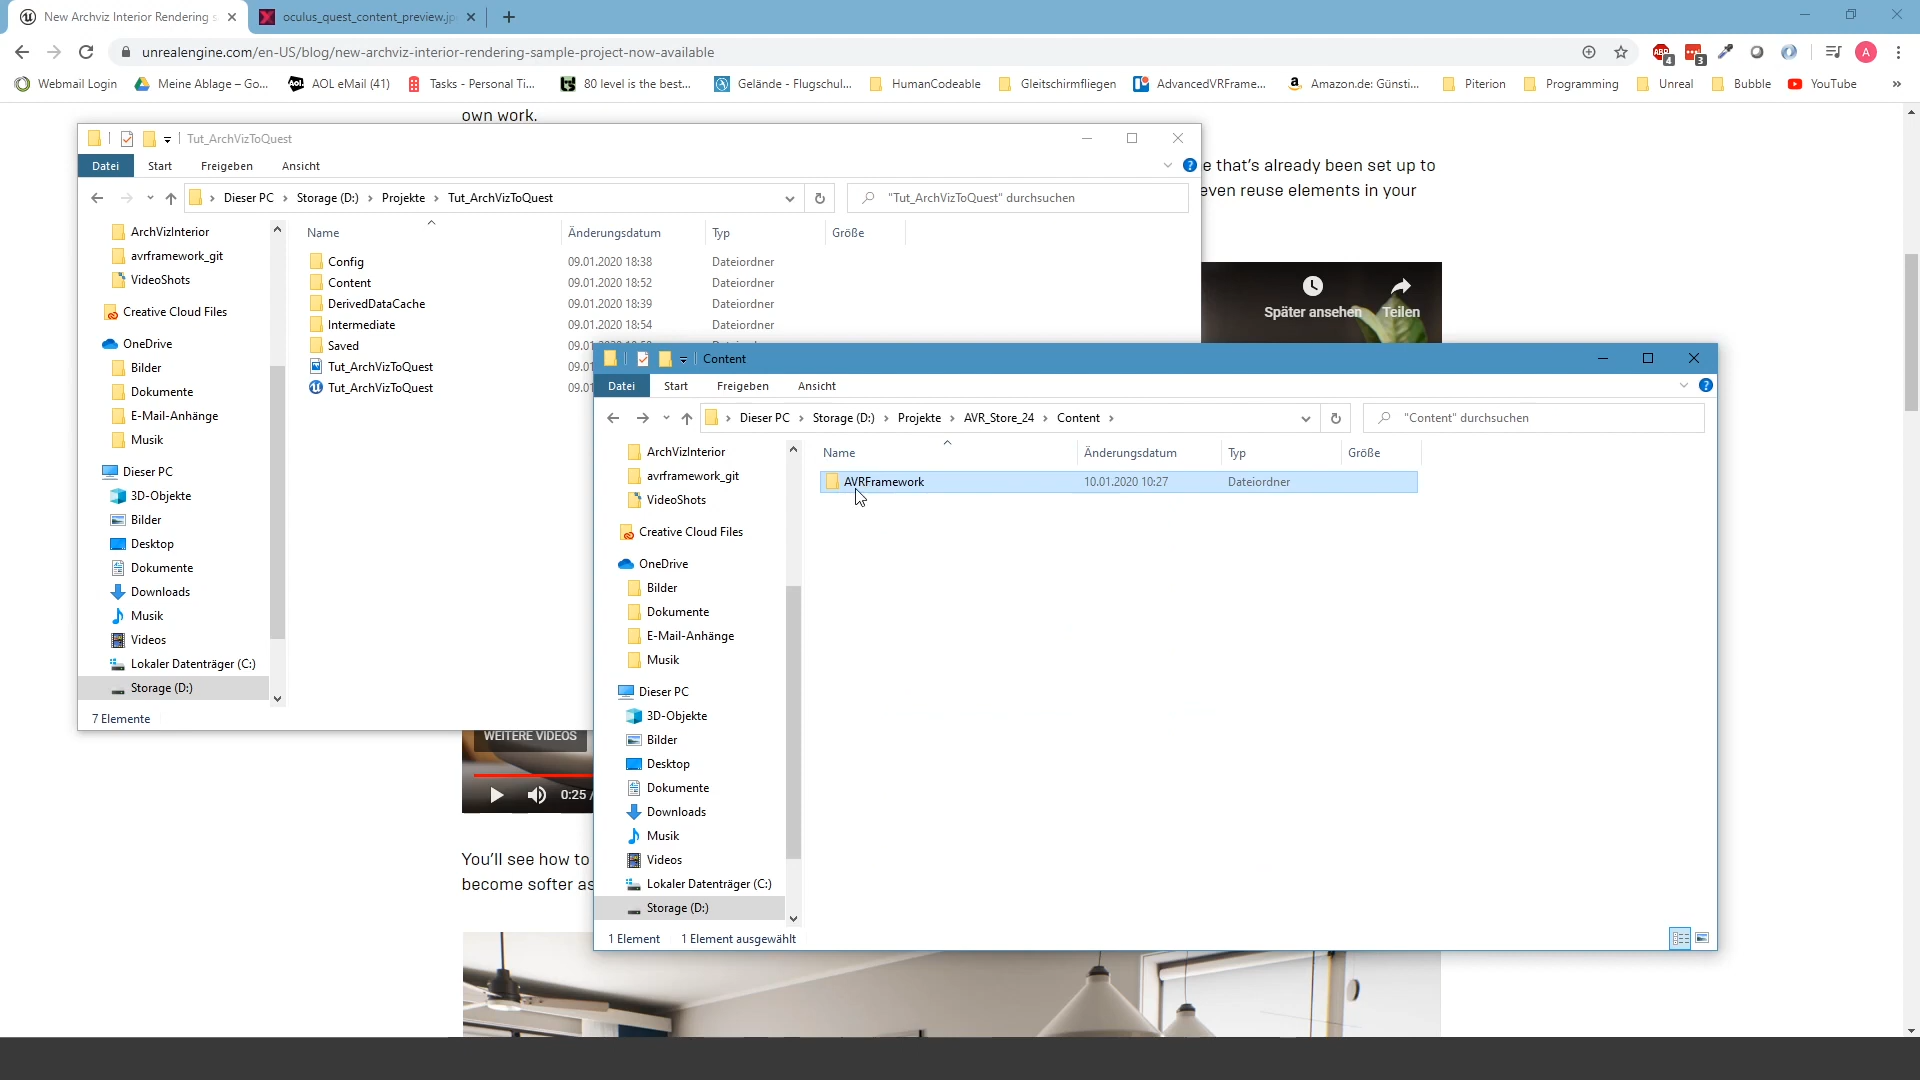 New Archviz Interior Rendering s
oculus_quest_content_preview.jp
unrealengine.com/en-US/blog/new-archviz-interior-rendering-sample-project-now-available
ABP
4
3
A
Webmail Login
Meine Ablage – Go...
Aol.
AOL eMail (41)
Tasks - Personal Ti...
80 level is the best...
Gelände - Flugschul...
HumanCodeable
Gleitschirmfliegen
AdvancedVRFrame...
Amazon.de: Günsti...
Piterion
Programming
Unreal
Bubble
YouTube
»
own work.
e that's already been set up to
even reuse elements in your
Später ansehen
Teilen
Tut_ArchVizToQuest
Datei
Start
Freigeben
Ansicht
Dieser PC
Storage (D:)
Projekte
Tut_ArchVizToQuest
"Tut_ArchVizToQuest" durchsuchen
ArchVizInterior
avrframework_git
VideoShots
Creative Cloud Files
OneDrive
Bilder
Dokumente
E-Mail-Anhänge
Musik
Dieser PC
3D-Objekte
Bilder
Desktop
Dokumente
Downloads
Musik
Videos
Lokaler Datenträger (C:)
Storage (D:)
7 Elemente
Name
Änderungsdatum
Typ
Größe
Config 09.01.2020 18:38 Dateiordner
Content 09.01.2020 18:52 Dateiordner
DerivedDataCache 09.01.2020 18:39 Dateiordner
Intermediate 09.01.2020 18:54 Dateiordner
Saved
Tut_ArchVizToQuest
Tut_ArchVizToQuest
Content
Datei
Start
Freigeben
Ansicht
Dieser PC
Storage (D:)
Projekte
AVR_Store_24
Content
"Content" durchsuchen
ArchVizInterior
avrframework_git
VideoShots
Creative Cloud Files
OneDrive
Bilder
Dokumente
E-Mail-Anhänge
Musik
Dieser PC
3D-Objekte
Bilder
Desktop
Dokumente
Downloads
Musik
Videos
Lokaler Datenträger (C:)
Storage (D:)
1 Element
1 Element ausgewählt
Name
Änderungsdatum
Typ
Größe
AVRFramework 10.01.2020 10:27 Dateiordner
WEITERE VIDEOS
0:25 /
You'll see how to
become softer as